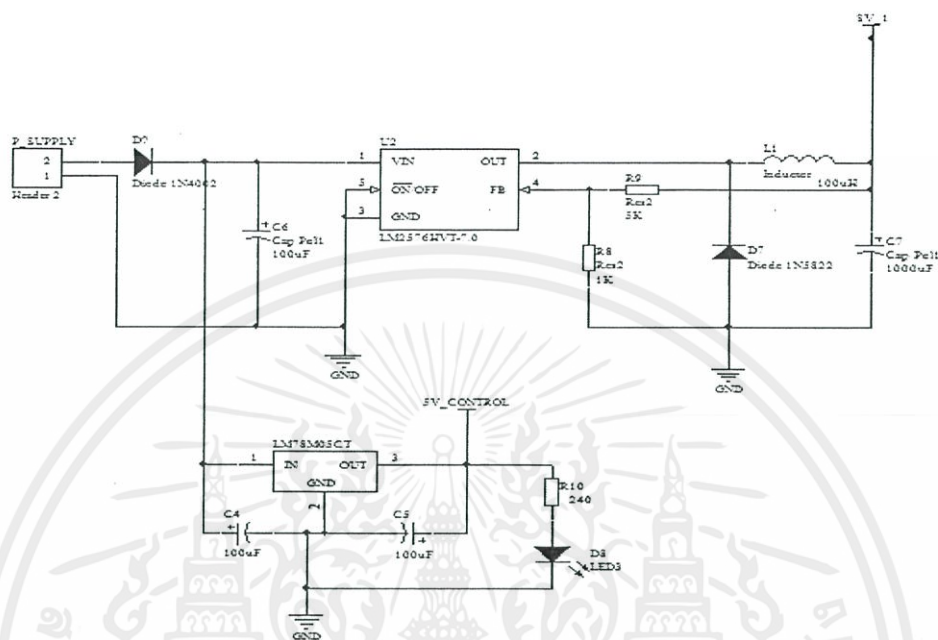 5V_1
P_SUPPLY
2
1
Header 2
D?
Diode 1N4002
U2
1
VIN
OUT
2
5
ON OFF
FB
4
3
GND
LM2576HVT-7.0
C6
Cap Pol1
100uF
R9
Res2
5K
R8
Res2
1K
L1
Inductor
100uH
D7
Diode 1N5822
C7
Cap Pol1
1000uF
GND
GND
5V_CONTROL
LM78M05CT
1
IN
OUT
3
GND
2
C4
100uF
C5
100uF
R10
240
D8
LED3
GND